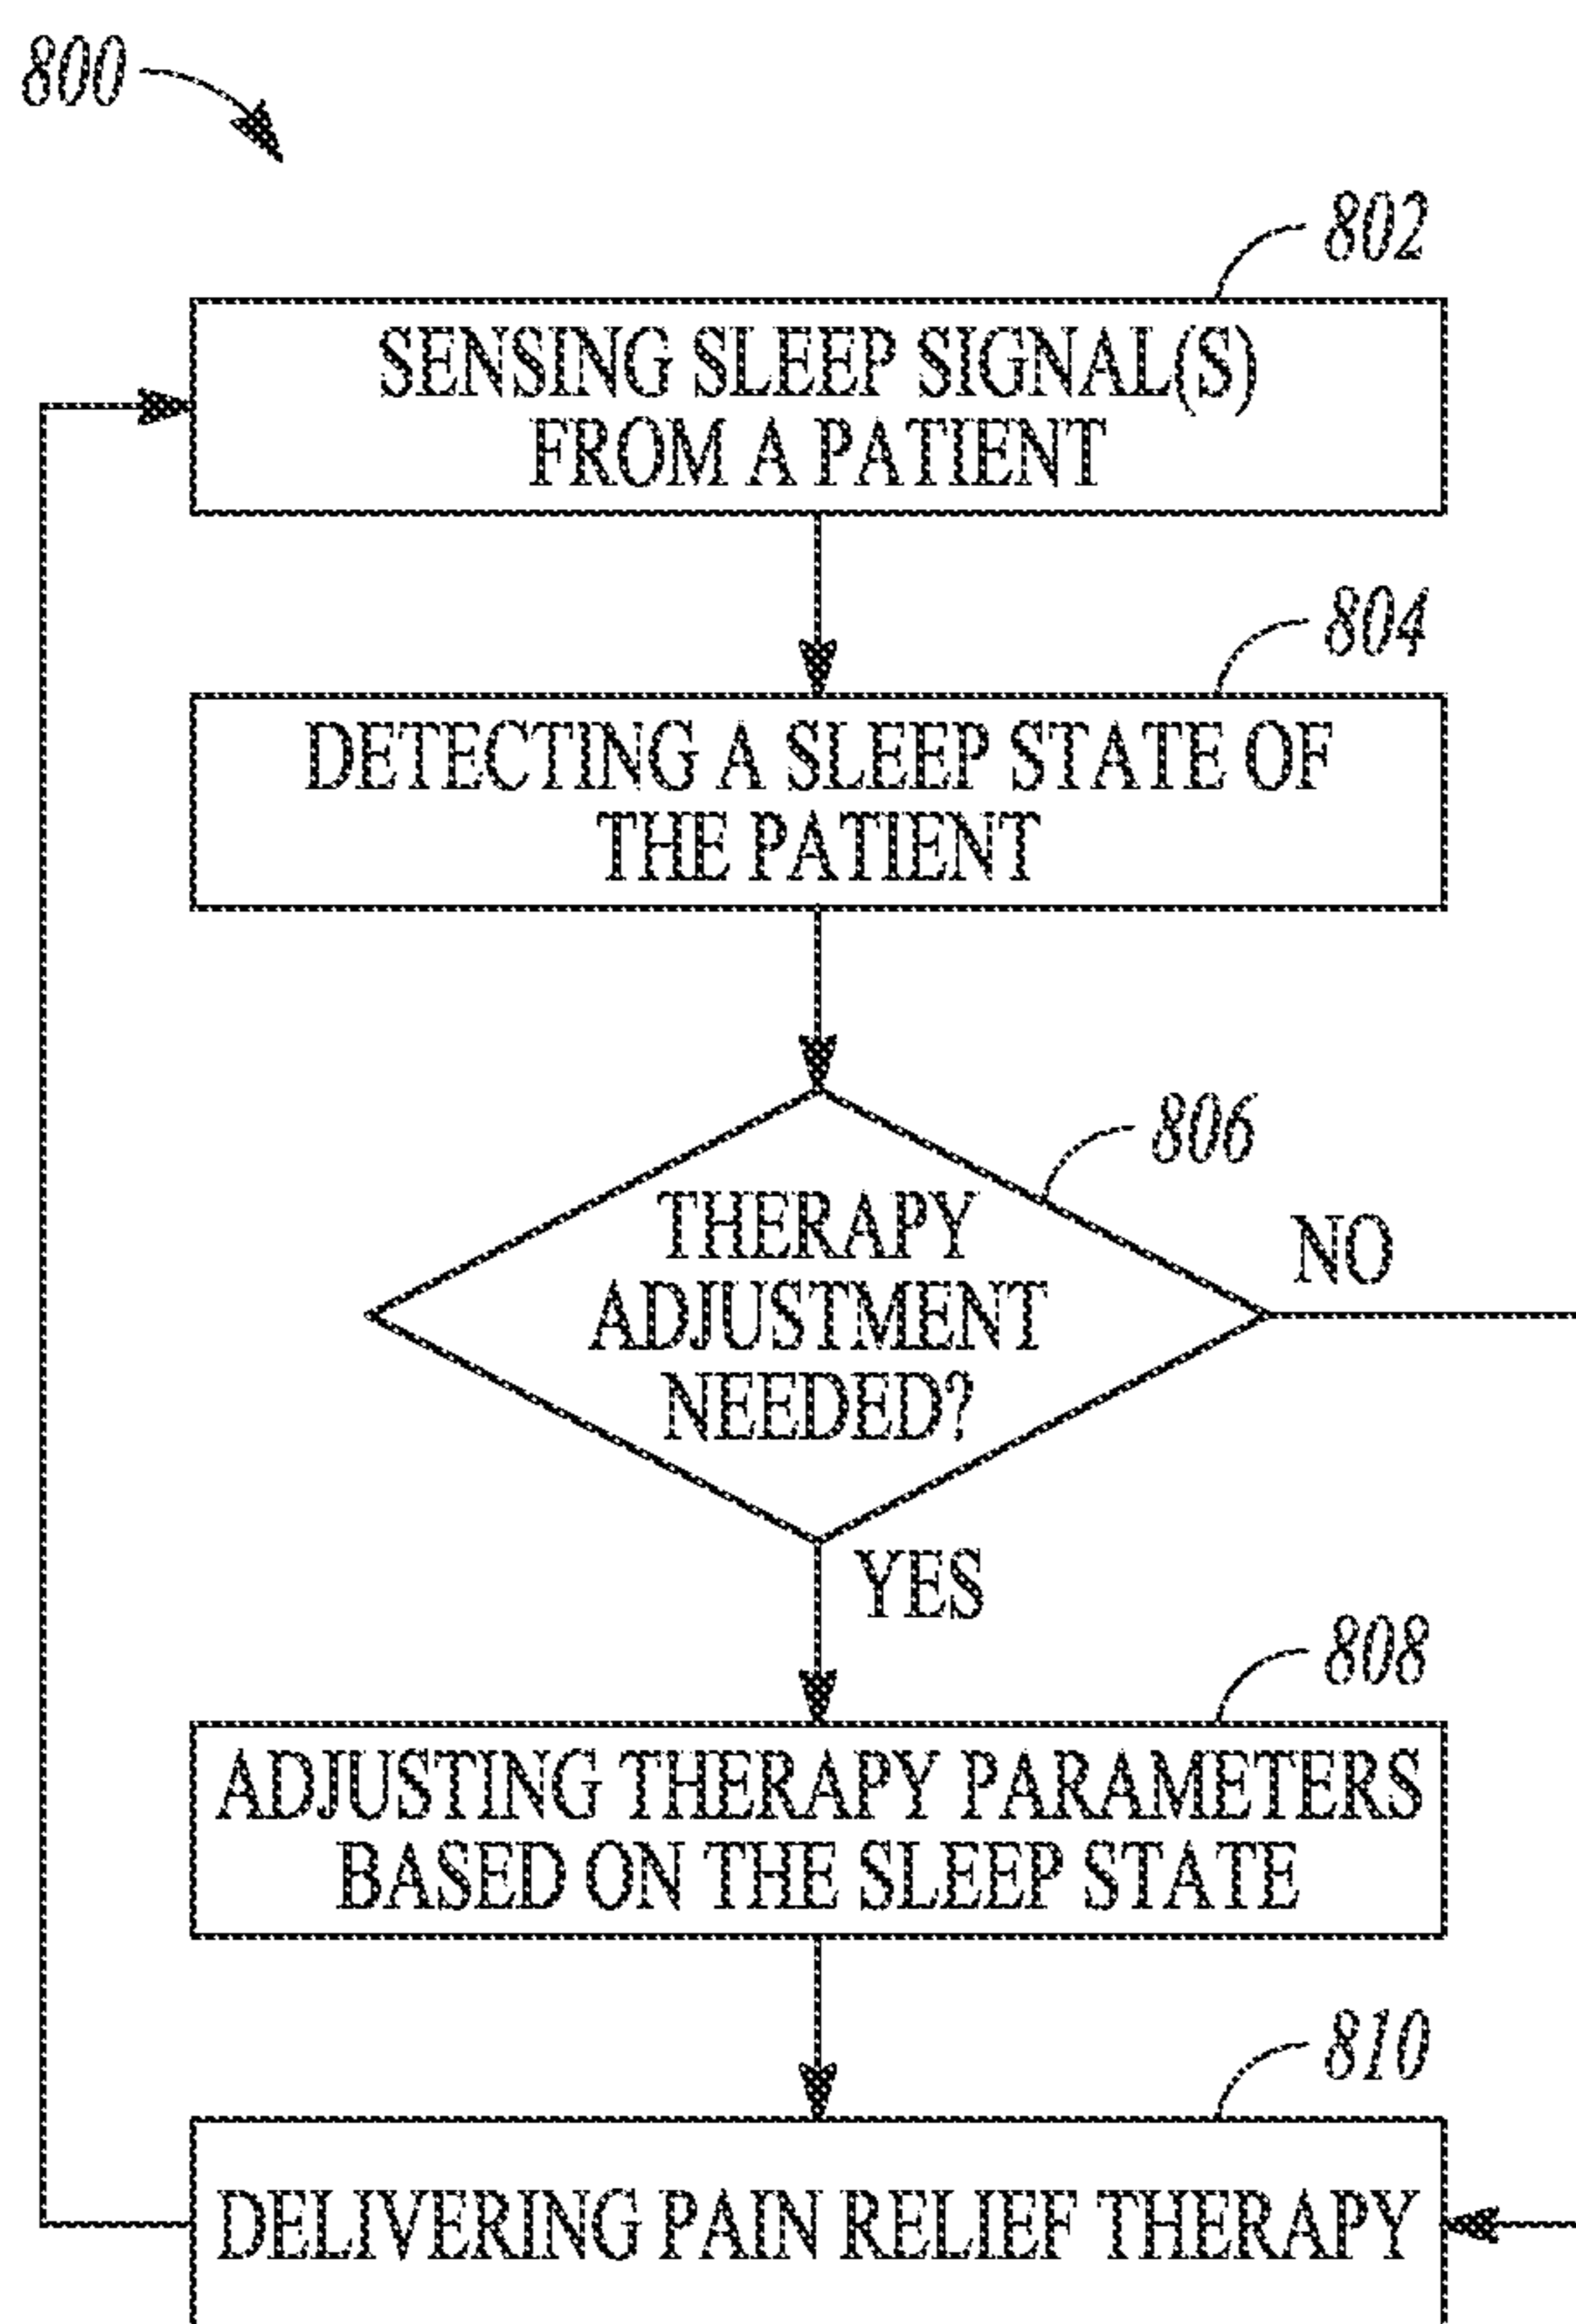 800
802
SENSING SLEEP SIGNAL(S)
FROM A PATIENT
804
DETECTING A SLEEP STATE OF
THE PATIENT
806
THERAPY
ADJUSTMENT
NEEDED?
NO
YES
808
ADJUSTING THERAPY PARAMETERS
BASED ON THE SLEEP STATE
810
DELIVERING PAIN RELIEF THERAPY